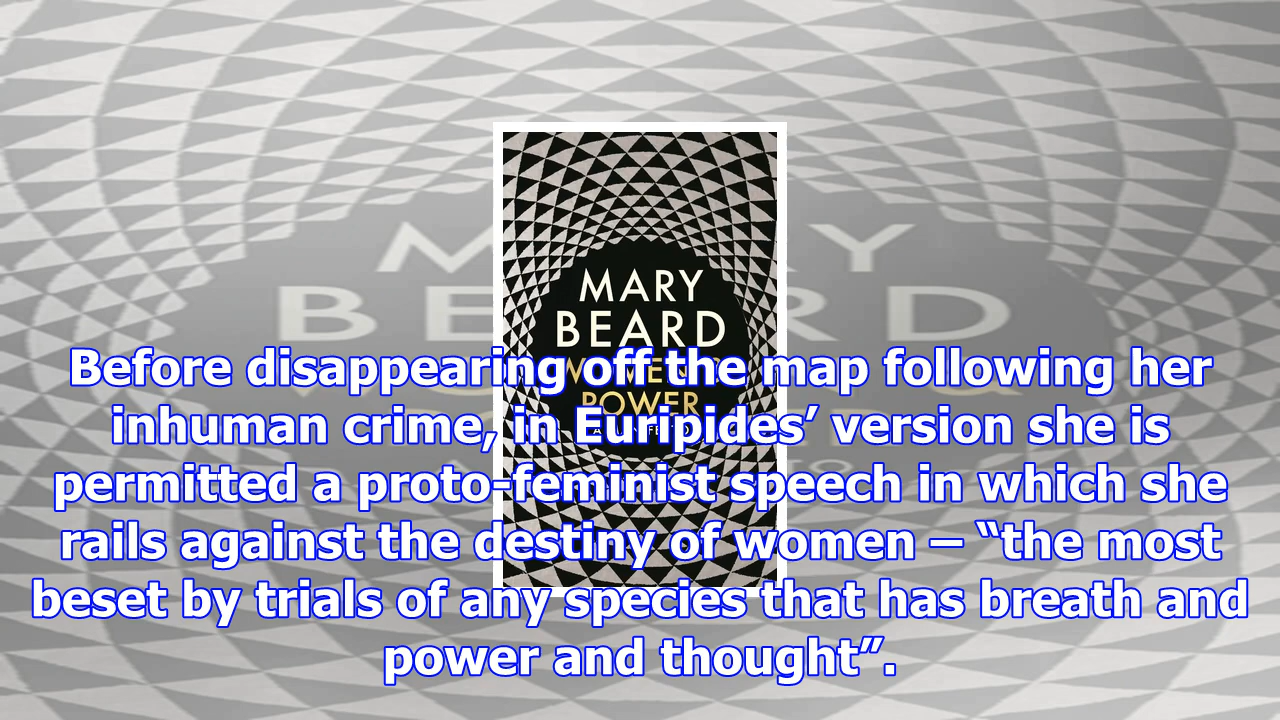 MARY
BEARD
POWER
Before disappearing off the map following her
inhuman crime, in Euripides’ version she is
permitted a proto-feminist speech in which she
rails against the destiny of women – “the most
beset by trials of any species that has breath and
power and thought”.